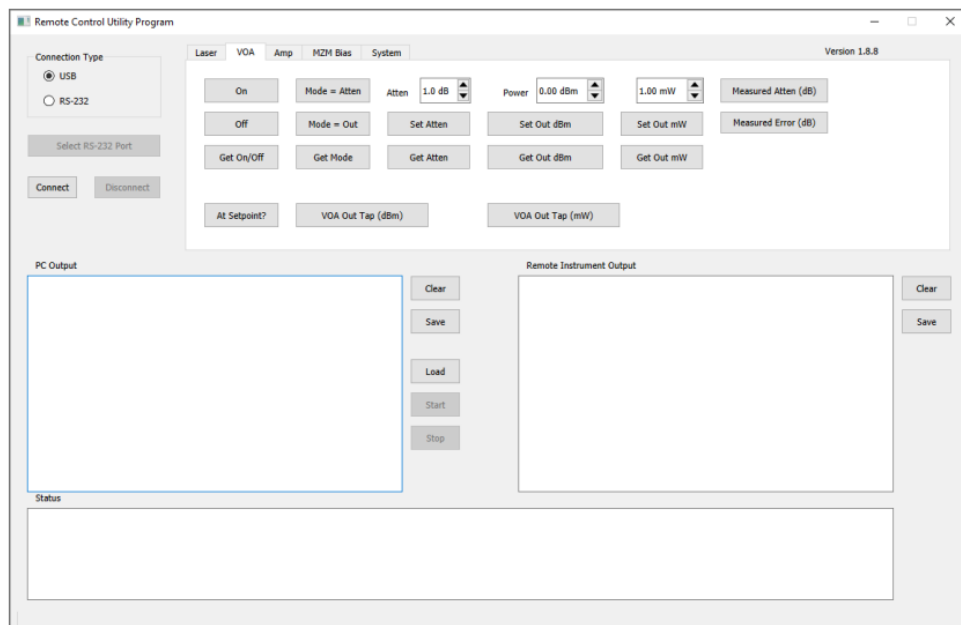 Remote Control Utility Program
Connection Type
USB
RS-232
Select RS-232 Port
Connect Disconnect
Laser VOA Amp MZM Bias System
Version 1.8.8
On Mode = Atten Atten 1.0 dB Power 0.00 dBm 1.00 mW Measured Atten (dB)
Off Mode = Out Set Atten Set Out dBm Set Out mW Measured Error (dB)
Get On/Off Get Mode Get Atten Get Out dBm Get Out mW
At Setpoint? VOA Out Tap (dBm) VOA Out Tap (mW)
PC Output
Clear
Save
Load
Start
Stop
Remote Instrument Output
Clear
Save
Status